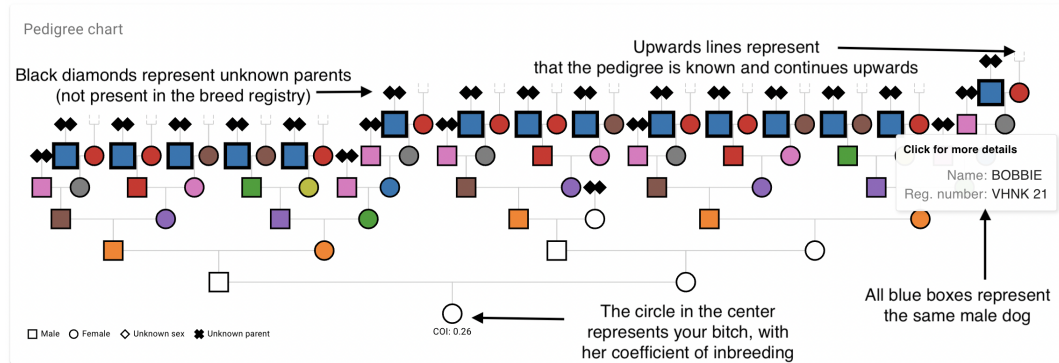 Pedigree chart
Upwards lines represent
that the pedigree is known and continues upwards
Black diamonds represent unknown parents
(not present in the breed registry)
Click for more details
Name: BOBBIE
Reg. number: VHNK 21
All blue boxes represent
the same male dog
The circle in the center
represents your bitch, with
her coefficient of inbreeding
COI: 0.26
Male Female Unknown sex Unknown parent